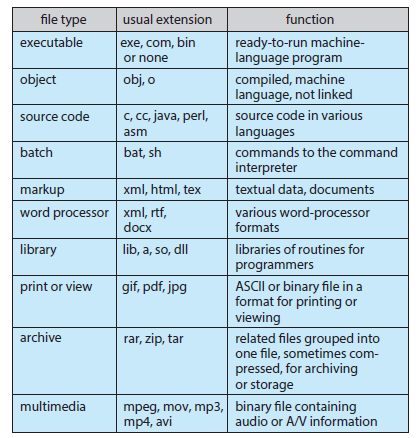 file type usual extension function
executable exe, com, bin ready-to-run machine-
or none language program
object obj, o compiled, machine
language, not linked
source code c, cc, java, perl, source code in various
asm languages
batch bat, sh commands to the command
interpreter
markup xml, html, tex textual data, documents
word processor xml, rtf, various word-processor
docx formats
library lib, a, so, dll libraries of routines for
programmers
print or view gif, pdf, jpg ASCII or binary file in a
format for printing or
viewing
archive rar, zip, tar related files grouped into
one file, sometimes com-
pressed, for archiving
or storage
multimedia mpeg, mov, mp3, binary file containing
mp4, avi audio or A/V information